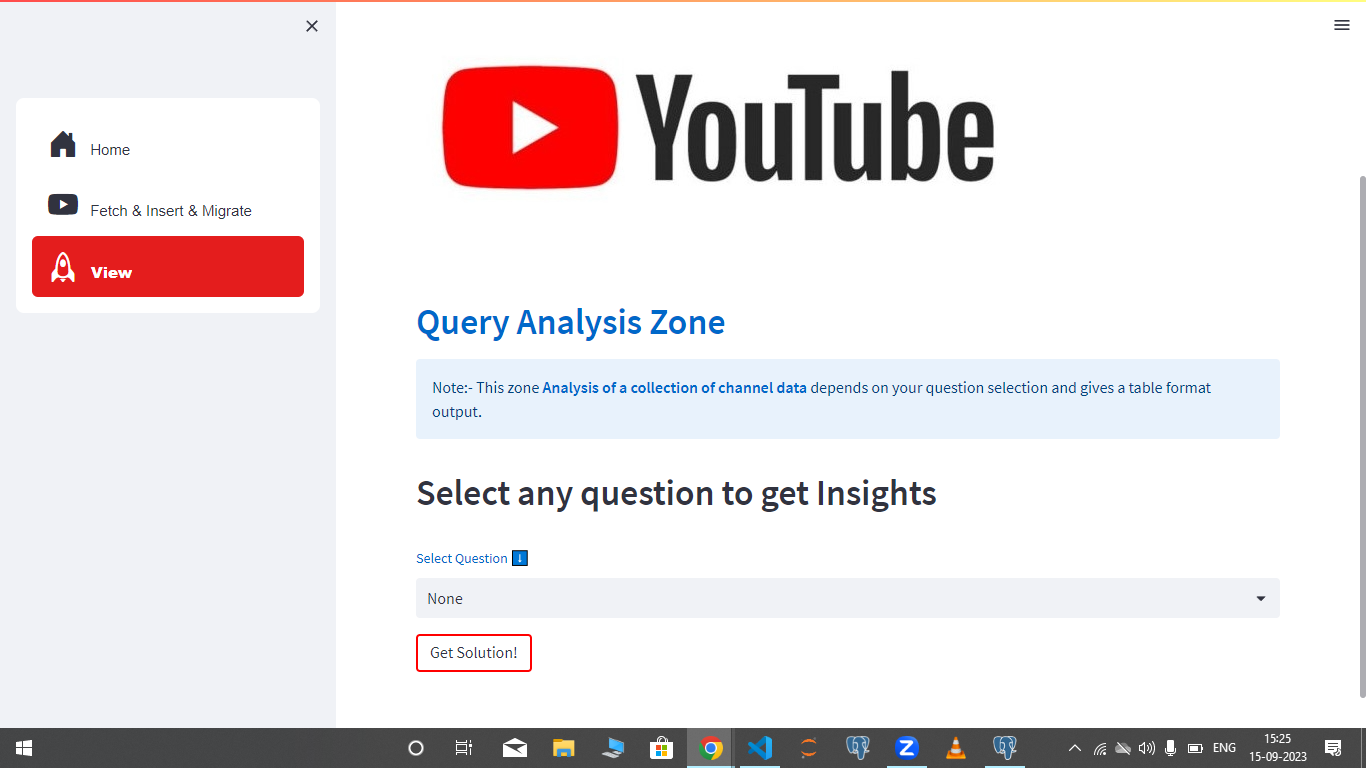 YouTube
Home
Fetch & Insert & Migrate
View
Query Analysis Zone
Note:- This zone Analysis of a collection of channel data depends on your question selection and gives a table format
output.
Select any question to get Insights
Select Question
None
Get Solution!
Z
ENG
15:25
15-09-2023